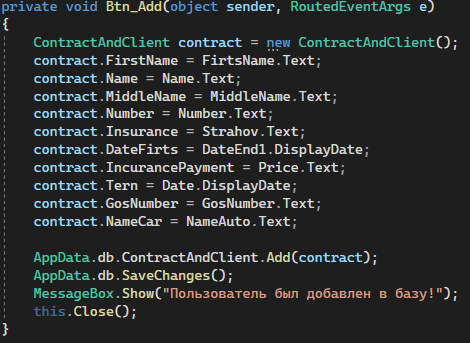 private void Btn_Add(object sender, RoutedEventArgs e)
{
ContractAndClient contract = new ContractAndClient();
contract.FirstName = FirtsName.Text;
contract.Name = Name.Text;
contract.MiddleName = MiddleName.Text;
contract.Number = Number.Text;
contract.Insurance = Strahov.Text;
contract.DateFirts = DateEnd1.DisplayDate;
contract.IncurancePayment = Price.Text;
contract.Tern = Date.DisplayDate;
contract.GosNumber = GosNumber.Text;
contract.NameCar = NameAuto.Text;
AppData.db.ContractAndClient.Add(contract);
AppData.db.SaveChanges();
MessageBox.Show("Пользователь был добавлен в базу!");
this.Close();
}